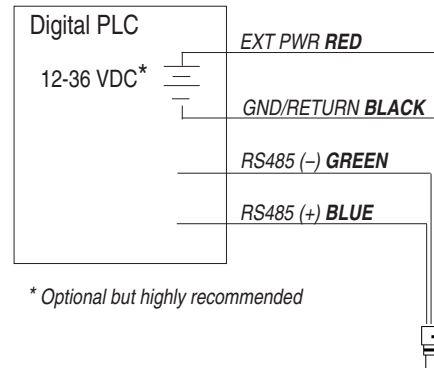 Digital PLC
12-36 VDC*
EXT PWR RED
GND/RETURN BLACK
RS485 (–) GREEN
RS485 (+) BLUE
* Optional but highly recommended